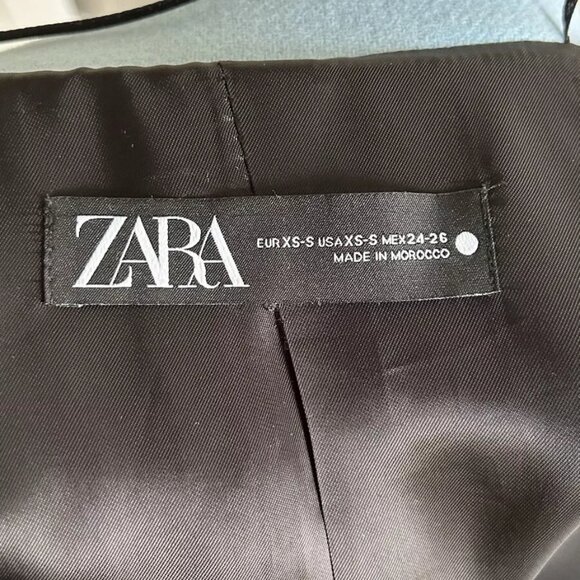 ZARA
EUR XS-S USA XS-S MEX 24-26
MADE IN MOROCCO